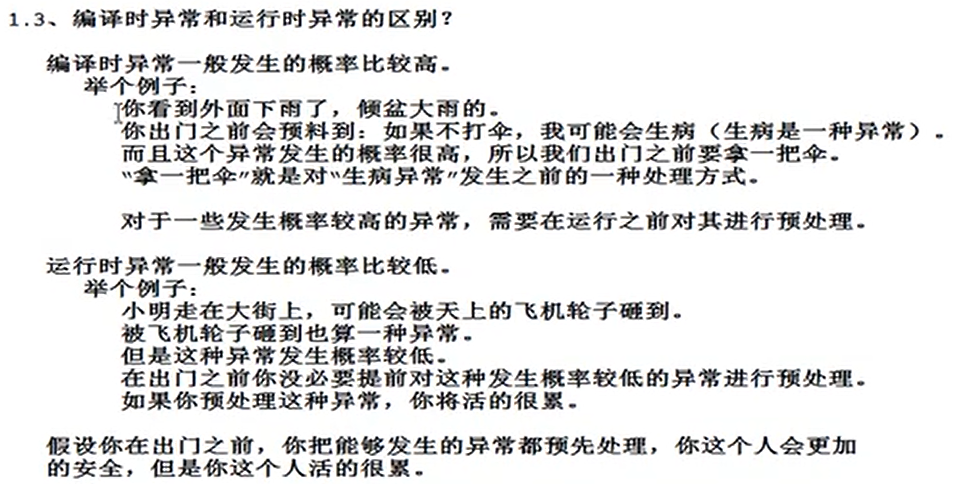 1.3、编译时异常和运行时异常的区别？
编译时异常一般发生的概率比较高。
举个例子：
你看到外面下雨了，倾盆大雨的。
你出门之前会预料到：如果不打伞，我可能会生病（生病是一种异常）。
而且这个异常发生的概率很高，所以我们出门之前要拿一把伞。
“拿一把伞”就是对“生病异常”发生之前的一种处理方式。
对于一些发生概率较高的异常，需要在运行之前对其进行预处理。
运行时异常一般发生的概率比较低。
举个例子：
小明走在大街上，可能会被天上的飞机轮子砸到。
被飞机轮子砸到也算一种异常。
但是这种异常发生概率较低。
在出门之前你没必要提前对这种发生概率较低的异常进行预处理。
如果你预处理这种异常，你将活的很累。
假设你在出门之前，你把能够发生的异常都预先处理，你这个人会更加
的安全，但是你这个人活的很累。